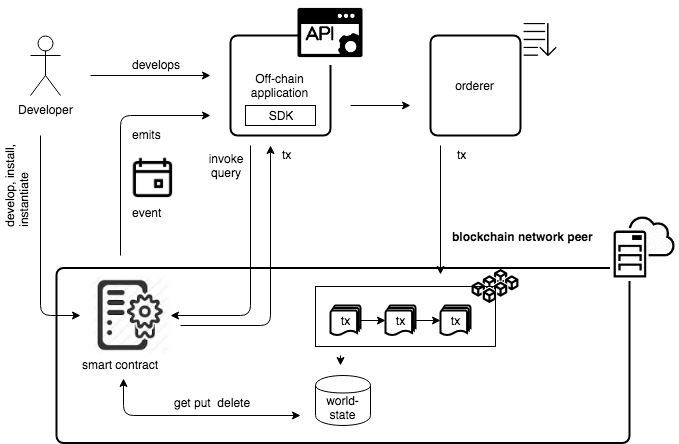 API
develops
Off-chain
application
SDK
orderer
Developer
emits
invoke
query
tx
tx
develop, install,
instantiate
event
blockchain network peer
tx
tx
tx
smart contract
get put  delete
world-
state